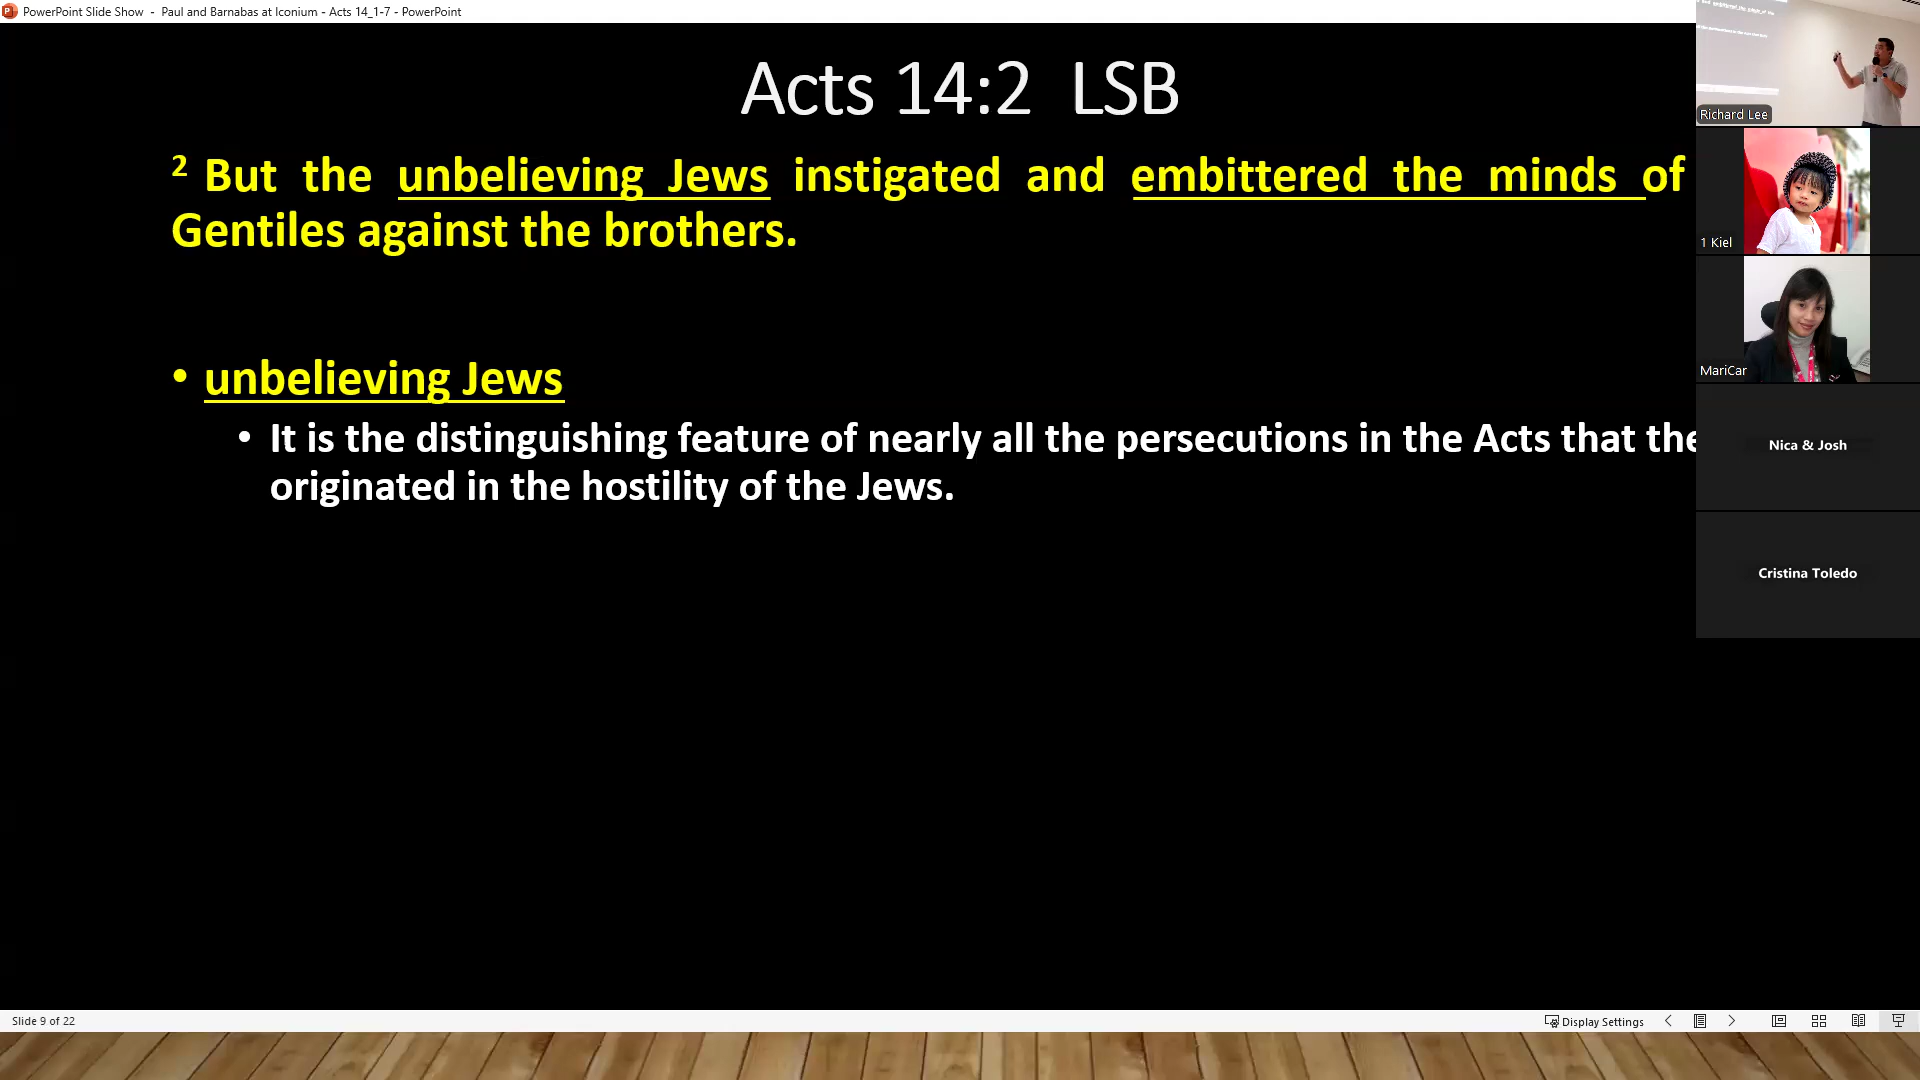 PowerPoint Slide Show - Paul and Barnabas at Iconium - Acts 14_1-7 - PowerPoint
Acts 14:2 LSB
2 But the unbelieving Jews instigated and embittered the minds of
Gentiles against the brothers.
• unbelieving Jews
• It is the distinguishing feature of nearly all the persecutions in the Acts that the
originated in the hostility of the Jews.
Richard Lee
1 Kiel
MariCar
Nica & Josh
Cristina Toledo
Slide 9 of 22
Display Settings